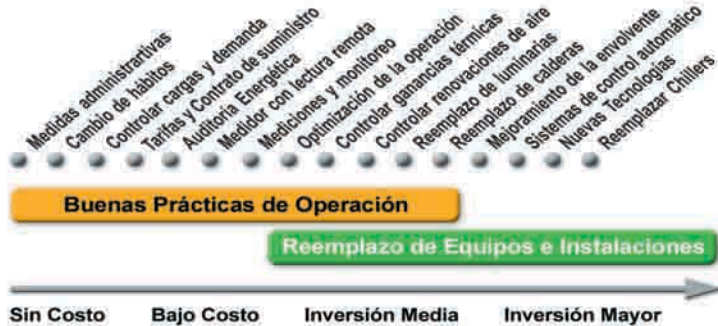 Medidas administrartivas
Cambio de hábitos
Controlar cargas y demanda
Tarifas y Contrato de suministro
Auditoría Energética
Medidor con lectura remota
Mediciones y monitoreo
Optimización de la operación
Controlar ganancias térmicas
Controlar renovaciones de aire
Reemplazo de luminarias
Reemplazo de calderas
Mejoramiento de la envolvente
Sistemas de control automático
Nuevas Tecnologías
Reemplazar Chillers
Buenas Prácticas de Operación
Reemplazo de Equipos e Instalaciones
Sin Costo Bajo Costo Inversión Media Inversión Mayor